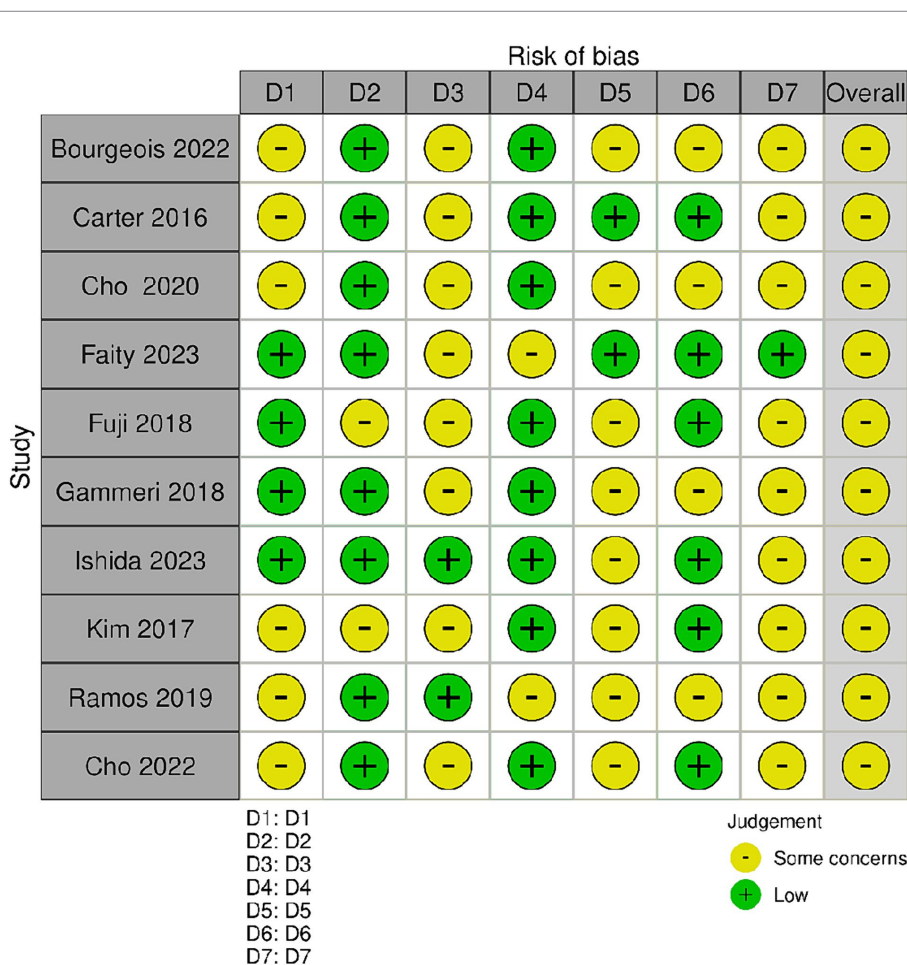 Risk of bias
D1 D2 D3 D4 D5 D6 D7 Overall
Study
Bourgeois 2022 - + - + - - - -
Carter 2016 - + - + + + - -
Cho 2020 - + - + - - - -
Faity 2023 + + - - + + + -
Fuji 2018 + - - + - + - -
Gammeri 2018 + + - + - - - -
Ishida 2023 + + + + - + - -
Kim 2017 - - - + - + - -
Ramos 2019 - + + - - - - -
Cho 2022 - + - + - + - -
D1: D1
D2: D2
D3: D3
D4: D4
D5: D5
D6: D6
D7: D7
Judgement
- Some concerns
+ Low